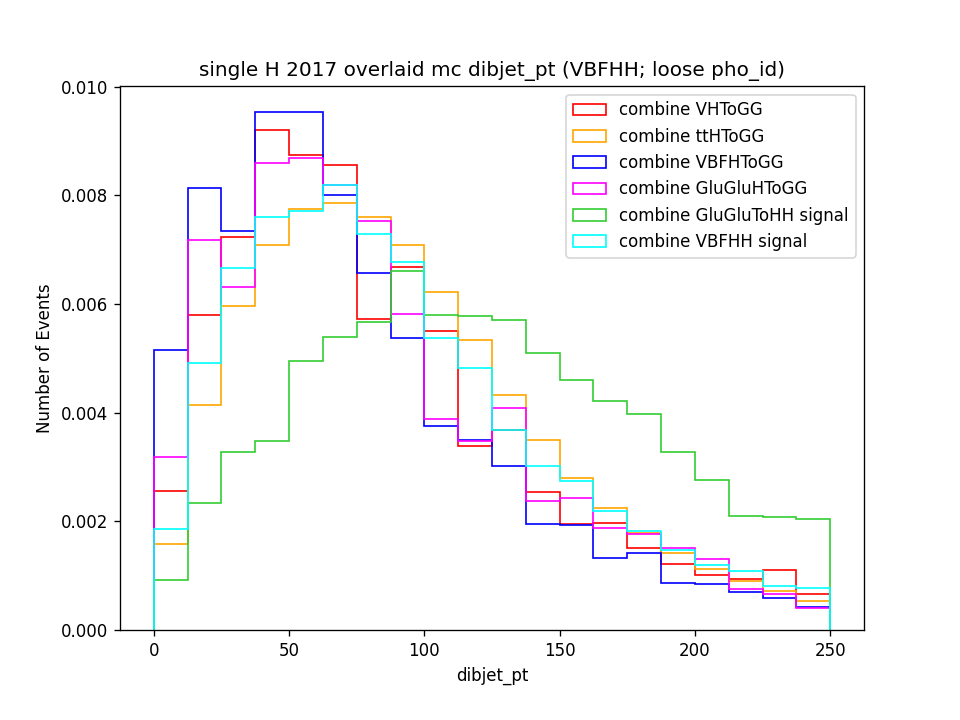 single H 2017 overlaid mc dibjet_pt (VBFHH; loose pho_id)
0.010
0.008
0.006
0.004
0.002
0.000
Number of Events
combine VHToGG
combine ttHToGG
combine VBFHToGG
combine GluGluHToGG
combine GluGluToHH signal
combine VBFHH signal
0 50 100 150 200 250
dibjet_pt